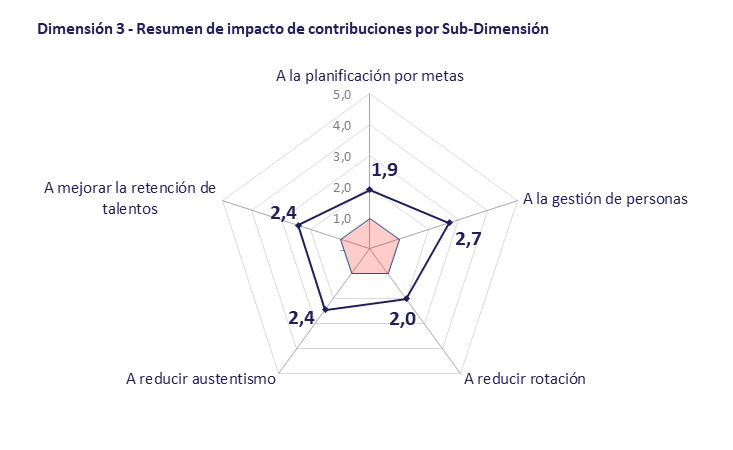 Dimensión 3 - Resumen de impacto de contribuciones por Sub-Dimensión
A la planificación por metas
5,0
4,0
3,0
1,9
2,0
A mejorar la retención de
talentos
A la gestión de personas
2,4
1,0
2,7
-
2,4
2,0
A reducir austentismo
A reducir rotación